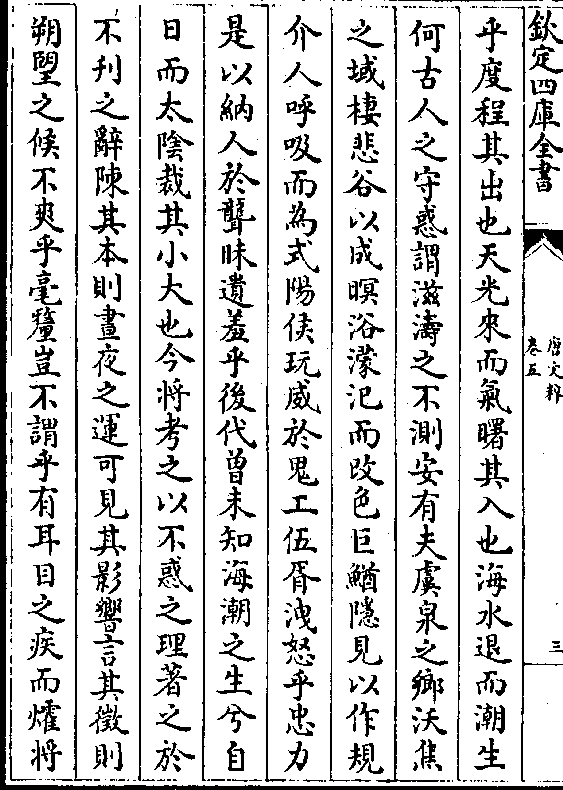 欽定四庫全書
唐文粹
卷五
三
乎度程其出也天光來而氣曙其入也海水退而潮生
何古人之守惑謂滋濤之不測安有夫虞泉之鄉沃焦
之域棲悲谷以成暝浴濛汜而改色巨鰌隱見以作規
介人呼吸而為式陽侯玩威於鬼工伍胥洩怒乎忠力
是以納人於聾昧遺羞乎後代曽未知海潮之生兮自
日而太陰裁其小大也今將考之以不惑之理著之於
不刋之辭陳其本則晝夜之運可見其影響言其徵則
朔朢之候不爽乎毫釐豈不謂乎有耳目之疾而爟將